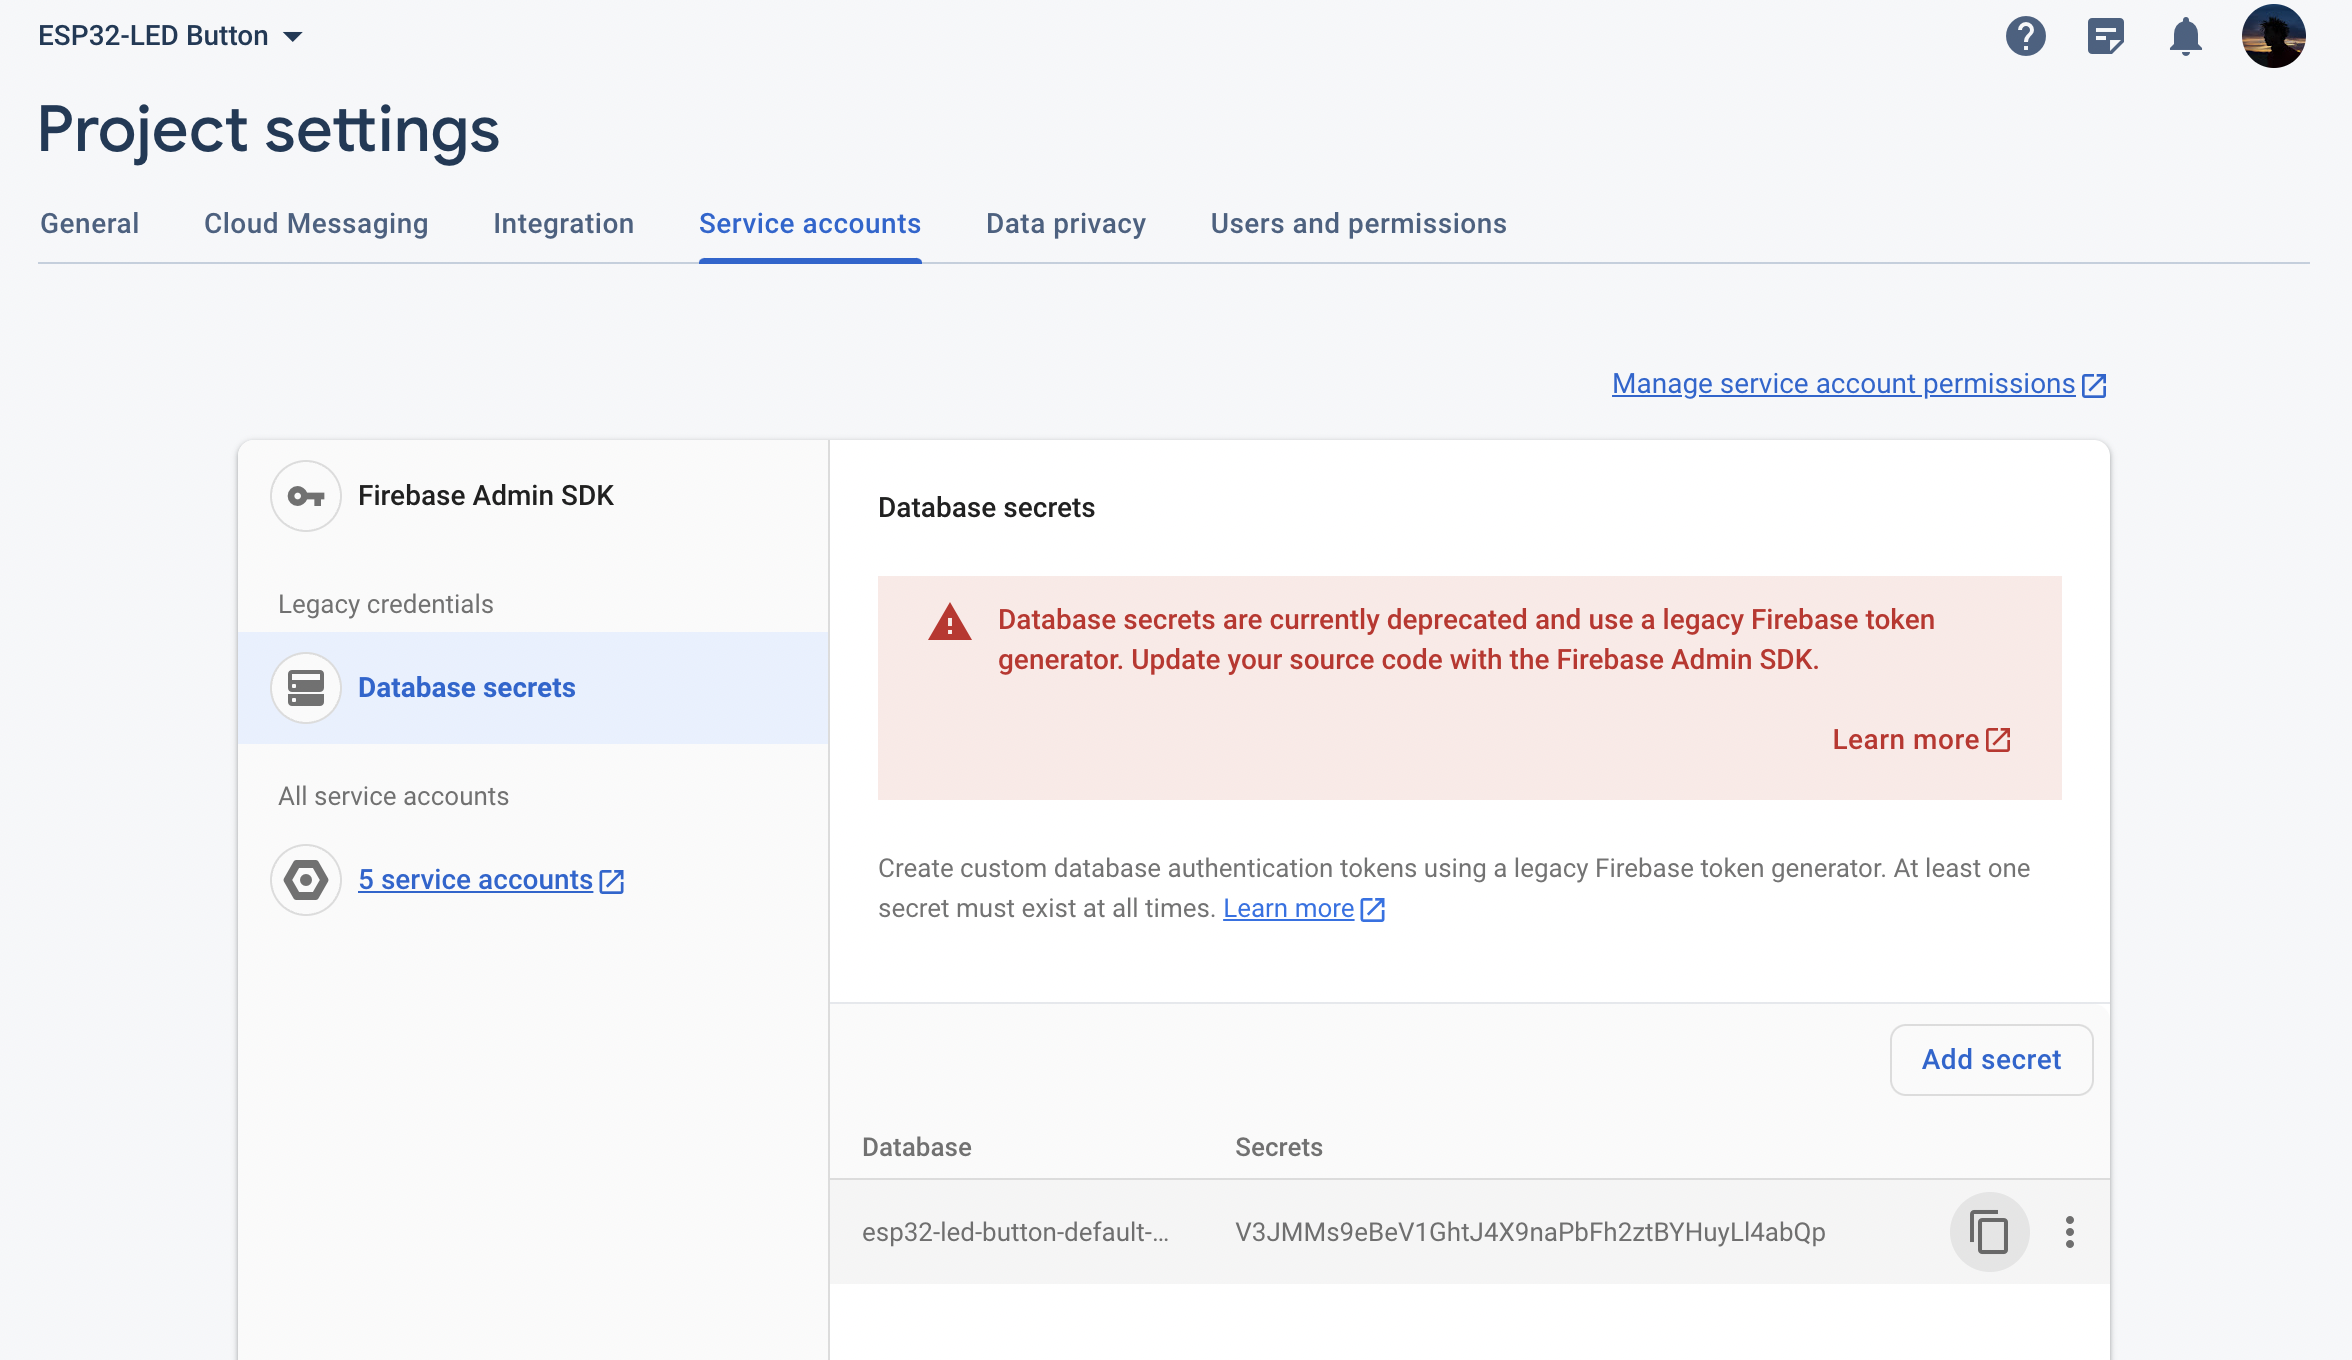 ESP32-LED Button
Project settings
General Cloud Messaging Integration Service accounts Data privacy Users and permissions
Manage service account permissions
Firebase Admin SDK
Legacy credentials
Database secrets
All service accounts
5 service accounts
Database secrets
Database secrets are currently deprecated and use a legacy Firebase token
generator. Update your source code with the Firebase Admin SDK.
Learn more
Create custom database authentication tokens using a legacy Firebase token generator. At least one
secret must exist at all times. Learn more
Add secret
Database Secrets
esp32-led-button-default-... V3JMMs9eBeV1GhtJ4X9naPbFh2ztBYHuyLl4abQp